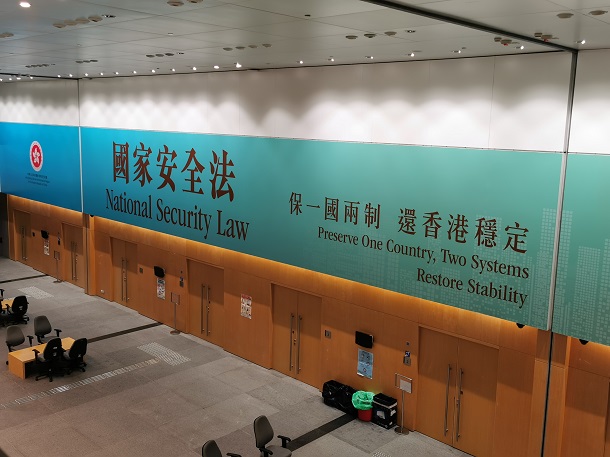 國家安全法
National Security Law
保一國兩制 還香港穩定
Preserve One Country, Two Systems
Restore Stability